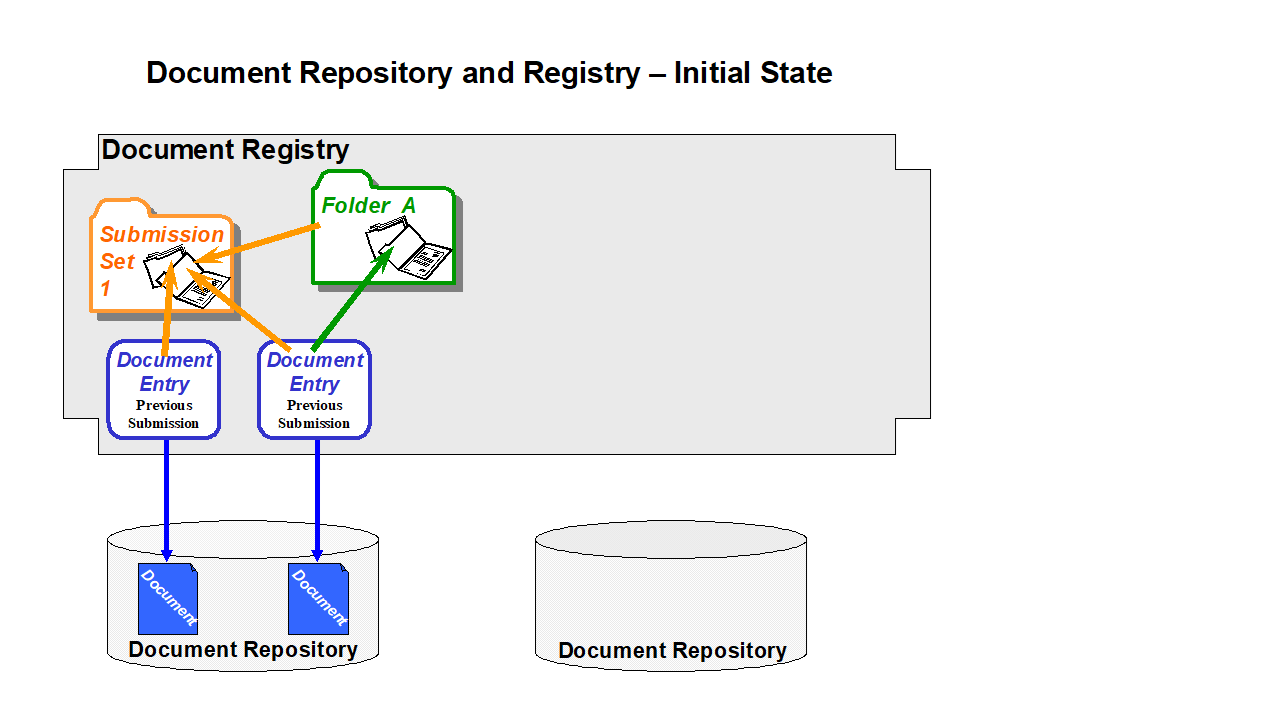 Document Repository and Registry – Initial State
Document Registry
Folder A
Submission
Set
1
Document
Entry
Previous
Submission
Document
Entry
Previous
Submission
Document
Document
Document Repository
Document Repository